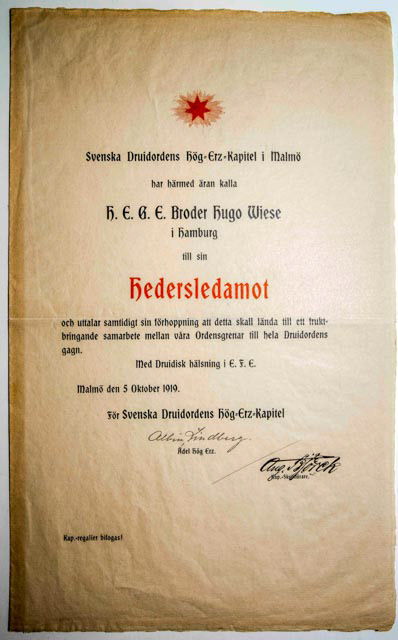 Svenska Druidordens Hög-Erz-Kapitel i Malmö
har härmed äran kalla
H. E. G. E. Broder Hugo Wiese
i Hamburg
till sin
Hedersledamot
och uttalar samtidigt sin förhoppning att detta skall lända till ett frukt-
bringande samarbete mellan våra Ordensgrenar till hela Druidordens
gagn.
Med Druidisk hälsning i E. F. E.
Malmö den 5 Oktober 1919.
För Svenska Druidordens Hög-Erz-Kapitel
Albin Lindberg.
Ädel Hög Erz.
Aug. Björck
Kap.-regalier bifogas!